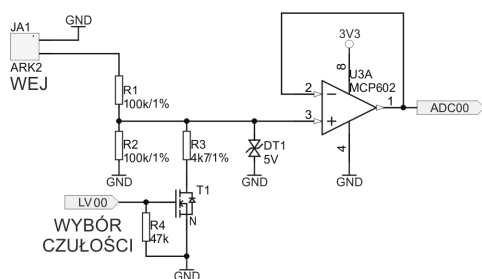 JA1
GND
3V3
ARK2
WEJ
8
U3A
MCP602
2
1
ADC00
R1
100k/1%
3
R2
100k/1%
R3
4k7/1%
DT1
5V
4
GND
GND
GND
T1
LV00
N
WYBÓR
CZUŁOŚCI
R4
47k
GND